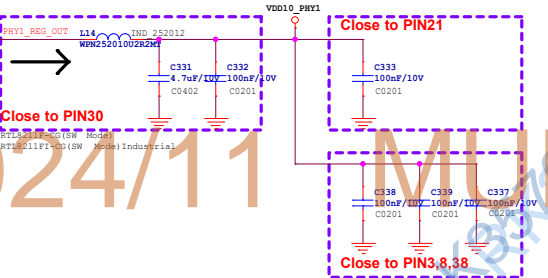 VDD10_PHY1
PHY1_REG_OUT
L14
IND_252012
WPN252010U2R2MT
Close to PIN21
C331
4.7uF/10V
C0402
C332
100nF/10V
C0201
C333
100nF/10V
C0201
Close to PIN30
RTL8211F-CG(SW Mode)
RTL8211FI-CG(SW Mode)Industrial
024/11 MU
C338
100nF/10V
C0201
C339
100nF/10V
C0201
C337
100nF/10V
C0201
Close to PIN3,8,38